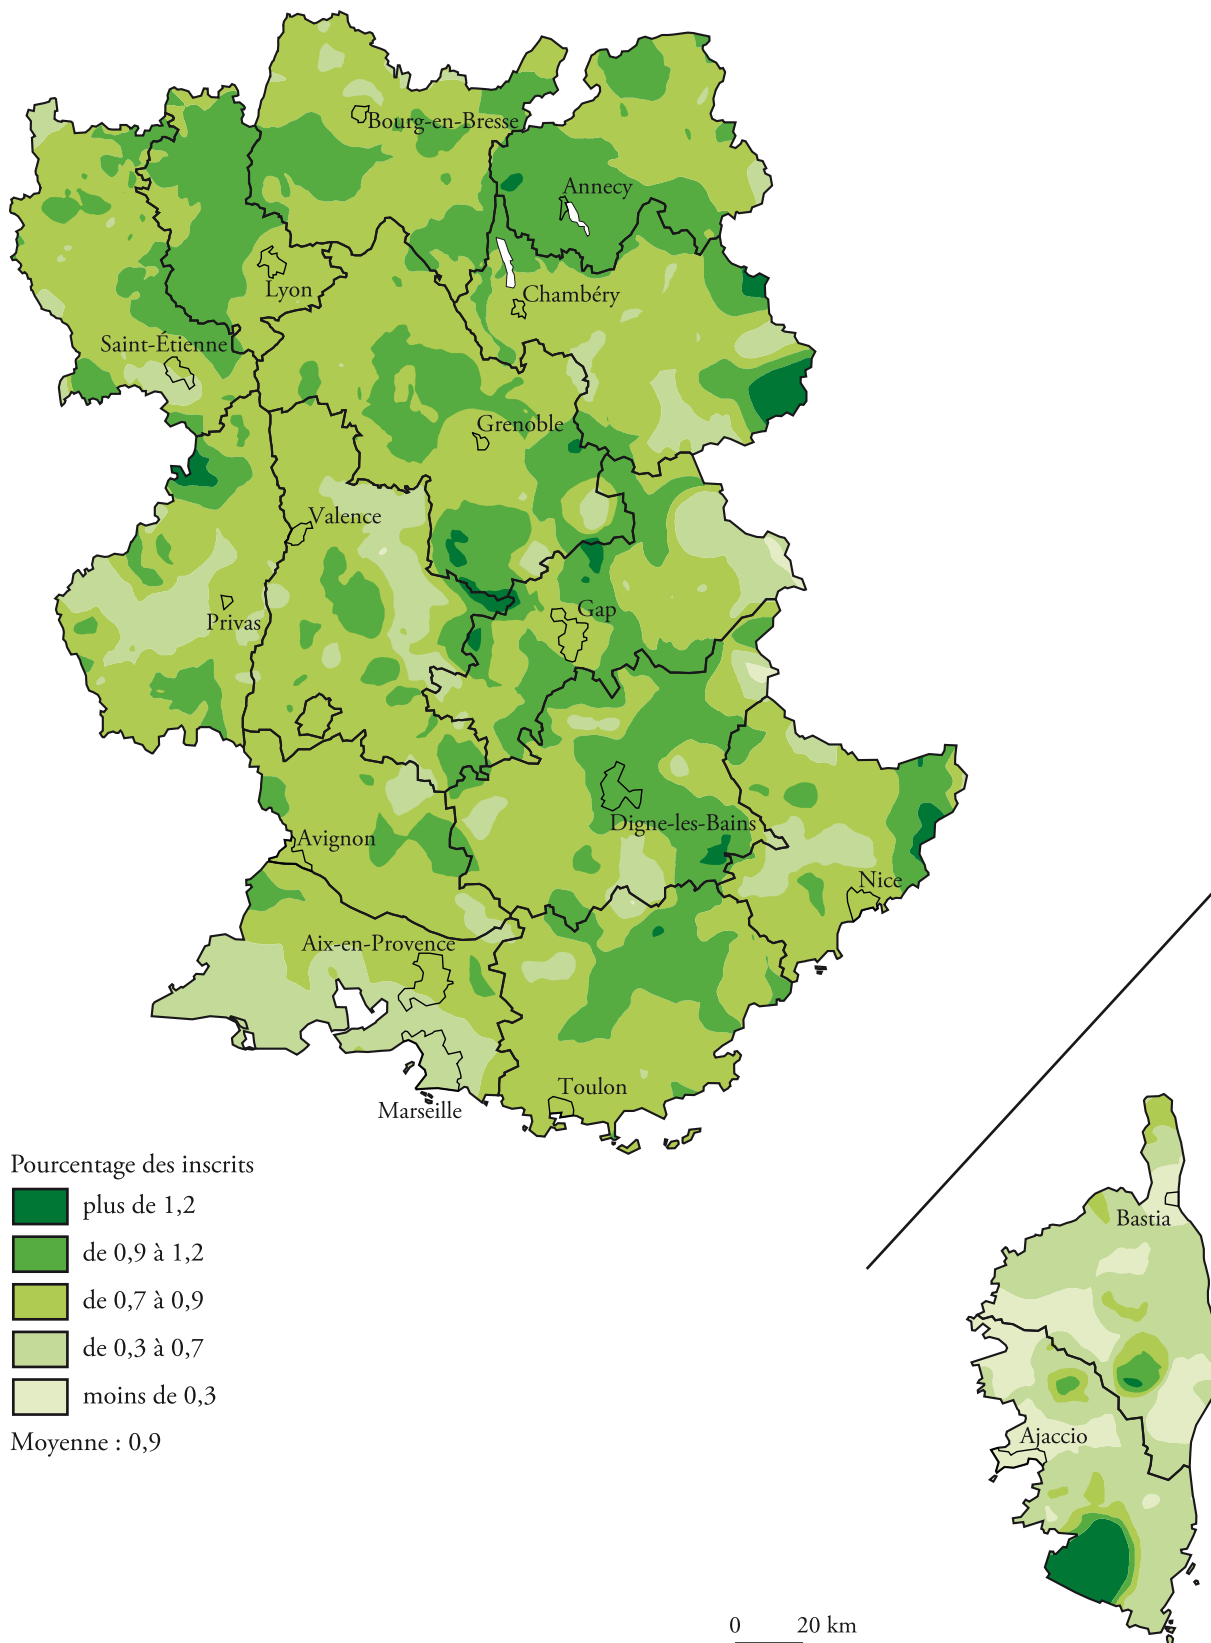 Bourg-en-Bresse
Annecy
Lyon
Chambéry
Saint-Étienne
Grenoble
Valence
Privas
Gap
Digne-les-Bains
Avignon
Nice
Aix-en-Provence
Toulon
Marseille
Pourcentage des inscrits
plus de 1,2
de 0,9 à 1,2
de 0,7 à 0,9
de 0,3 à 0,7
moins de 0,3
Moyenne : 0,9
Bastia
Ajaccio
0 20 km